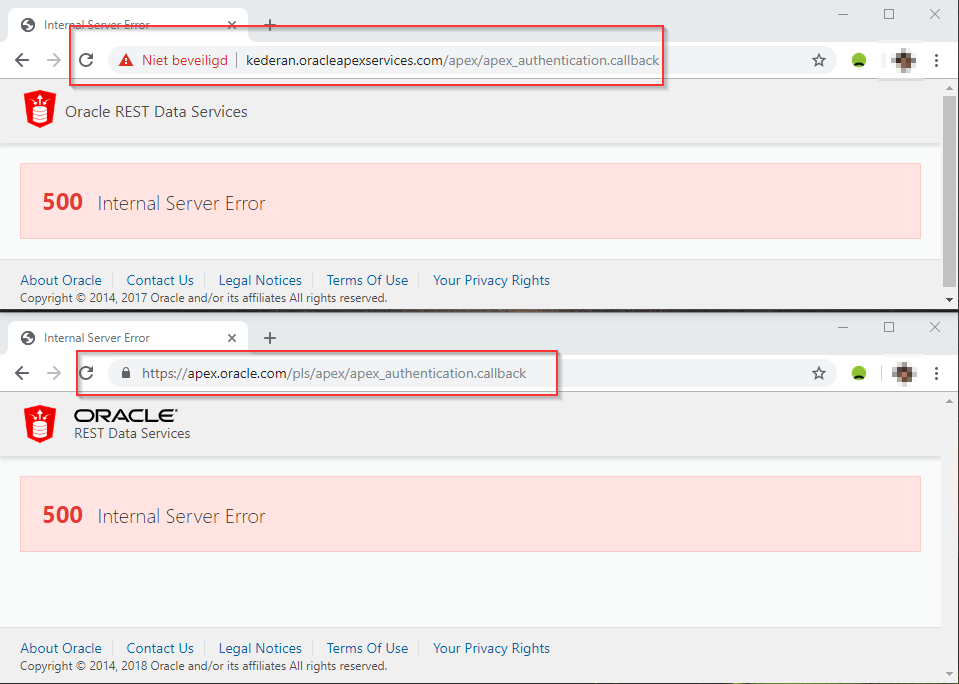 Internal Server Error
Niet beveiligd | kederan.oracleapexservices.com/apex/apex_authentication.callback
Oracle REST Data Services
500 Internal Server Error
About Oracle Contact Us Legal Notices Terms Of Use Your Privacy Rights
Copyright © 2014, 2017 Oracle and/or its affiliates All rights reserved.
Internal Server Error
https://apex.oracle.com/pls/apex/apex_authentication.callback
ORACLE®
REST Data Services
500 Internal Server Error
About Oracle Contact Us Legal Notices Terms Of Use Your Privacy Rights
Copyright © 2014, 2018 Oracle and/or its affiliates All rights reserved.